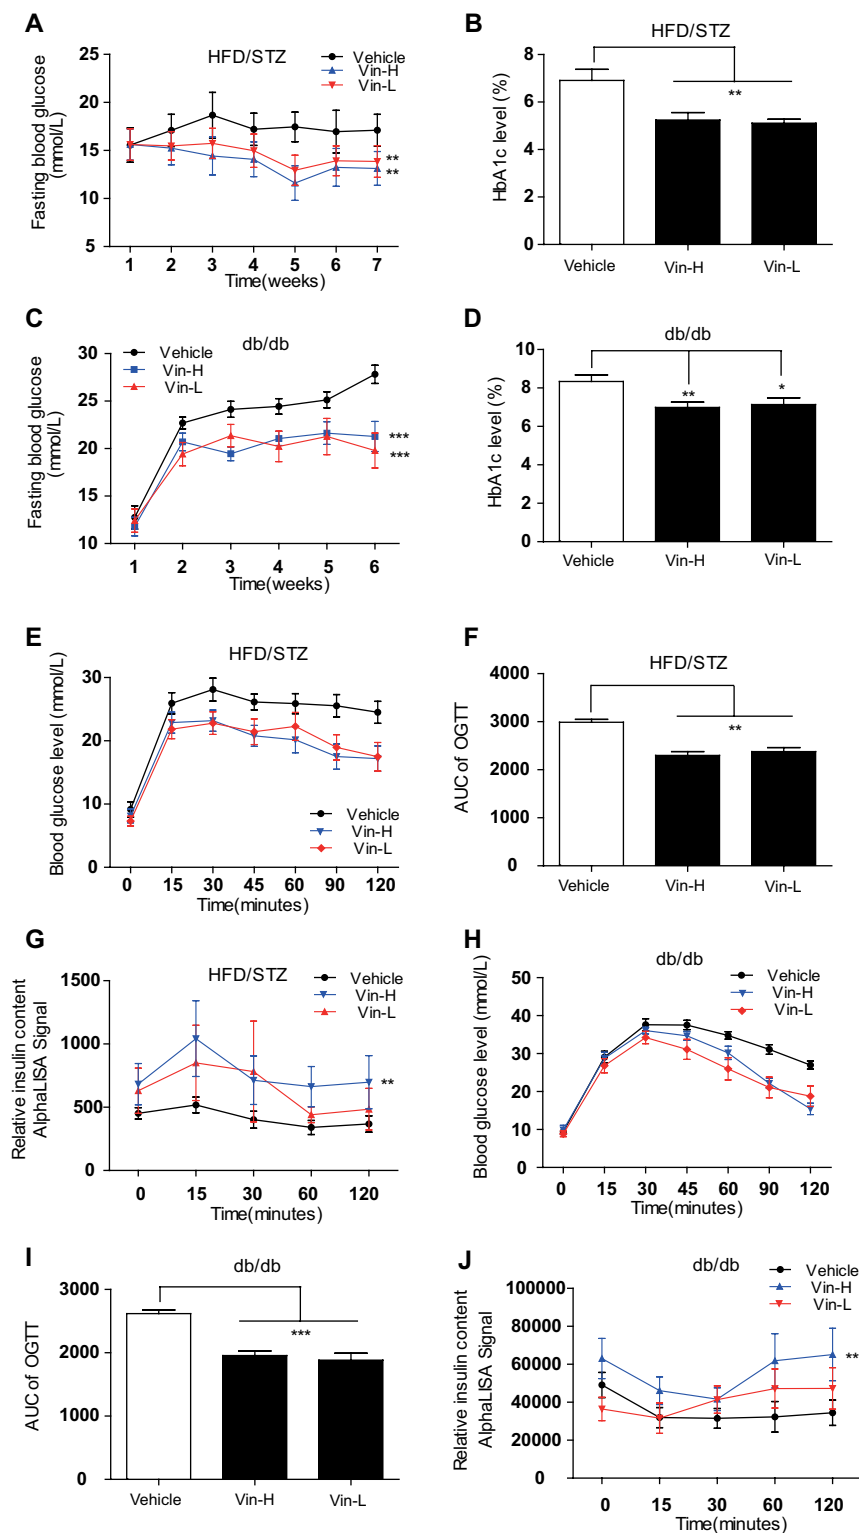 A
HFD/STZ
Vehicle
Vin-H
Vin-L
Fasting blood glucose
(mmol/L)
25
20
15
10
5
**
**
1 2 3 4 5 6 7
Time(weeks)
B
HFD/STZ
HbA1c level (%)
8
6
4
2
0
**
Vehicle Vin-H Vin-L
C
db/db
Vehicle
Vin-H
Vin-L
Fasting blood glucose
(mmol/L)
30
25
20
15
10
***
***
1 2 3 4 5 6
Time(weeks)
D
db/db
HbA1c level (%)
10
8
6
4
2
0
**
*
Vehicle Vin-H Vin-L
E
HFD/STZ
Blood glucose level (mmol/L)
30
20
10
0
Vehicle
Vin-H
Vin-L
0 15 30 45 60 90 120
Time(minutes)
F
HFD/STZ
AUC of OGTT
4000
3000
2000
1000
0
**
Vehicle Vin-H Vin-L
G
HFD/STZ
Vehicle
Vin-H
Vin-L
Relative insulin content
AlphaLISA Signal
1500
1000
500
0
**
0 15 30 60 120
Time(minutes)
H
db/db
Vehicle
Vin-H
Vin-L
Blood glucose level (mmol/L)
50
40
30
20
10
0
0 15 30 45 60 90 120
Time(minutes)
I
db/db
AUC of OGTT
3000
2000
1000
0
***
Vehicle Vin-H Vin-L
J
db/db
Vehicle
Vin-H
Vin-L
Relative insulin content
AlphaLISA Signal
100000
80000
60000
40000
20000
0
**
0 15 30 60 120
Time(minutes)